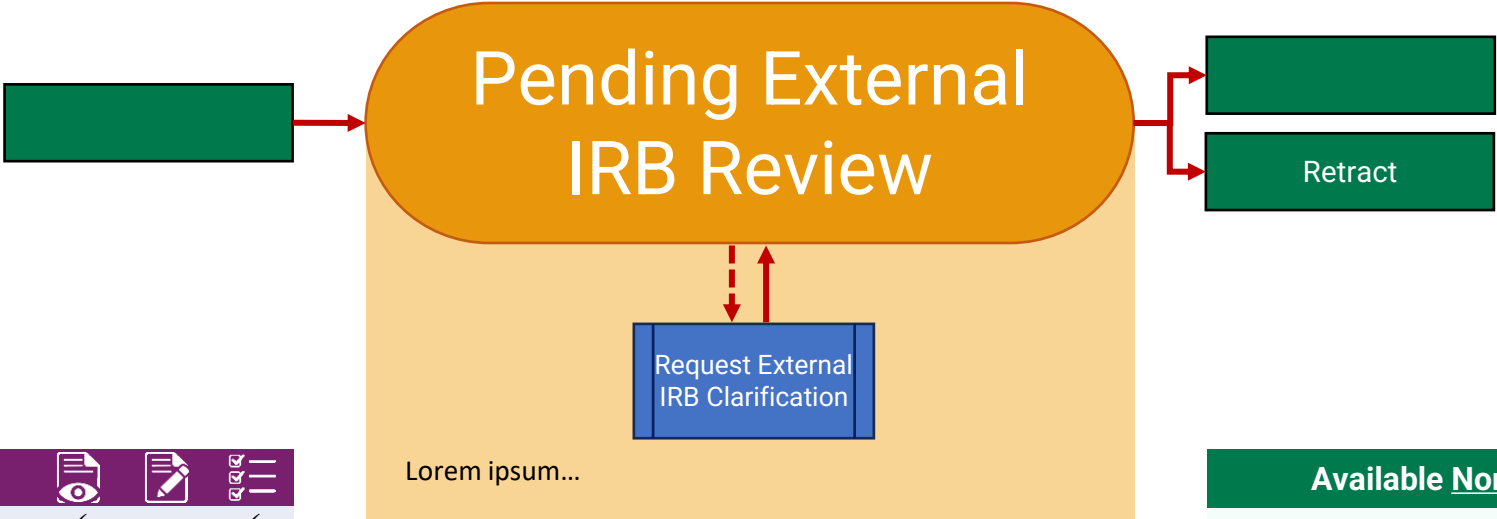 Pending External
IRB Review
Retract
Request External
IRB Clarification
Lorem ipsum...
Available